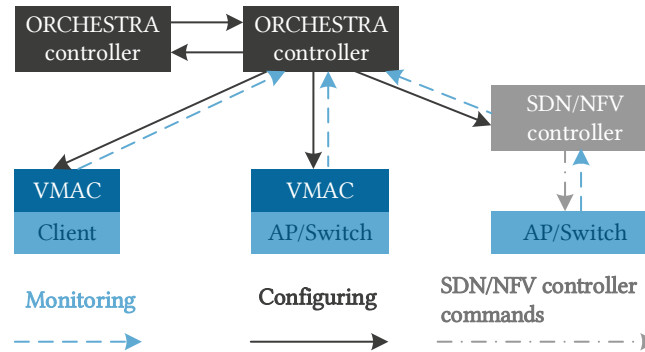 ORCHESTRA
controller
ORCHESTRA
controller
SDN/NFV
controller
VMAC
Client
VMAC
AP/Switch
AP/Switch
Monitoring
Configuring
SDN/NFV controller
commands